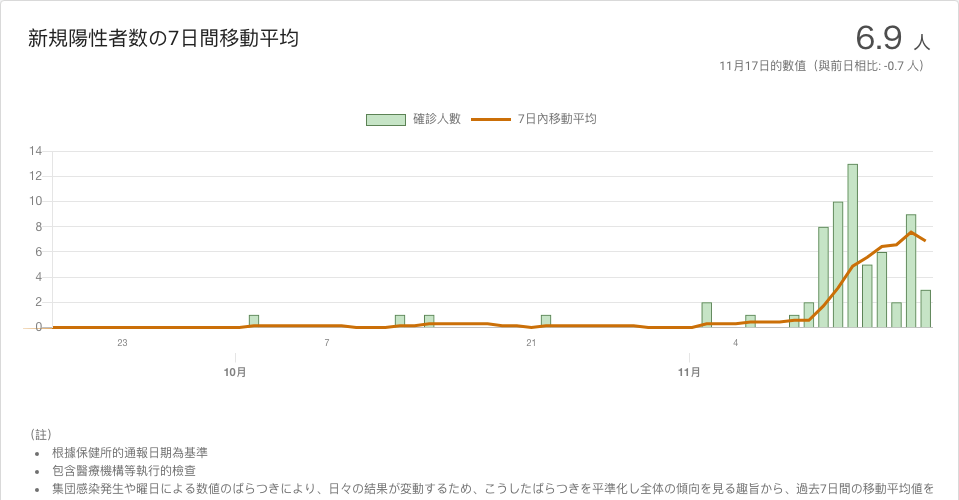 新規陽性者数の7日間移動平均
6.9 人
11月17日的數值（與前日相比: -0.7 人）
確診人數 7日內移動平均
14
12
10
8
6
4
2
0
23 7 21 4
10月 11月
（註）
• 根據保健所的通報日期為基準
• 包含醫療機構等執行的檢查
• 集団感染発生や曜日による数値のばらつきにより、日々の結果が変動するため、こうしたばらつきを平準化し全体の傾向を見る趣旨から、過去7日間の移動平均値を